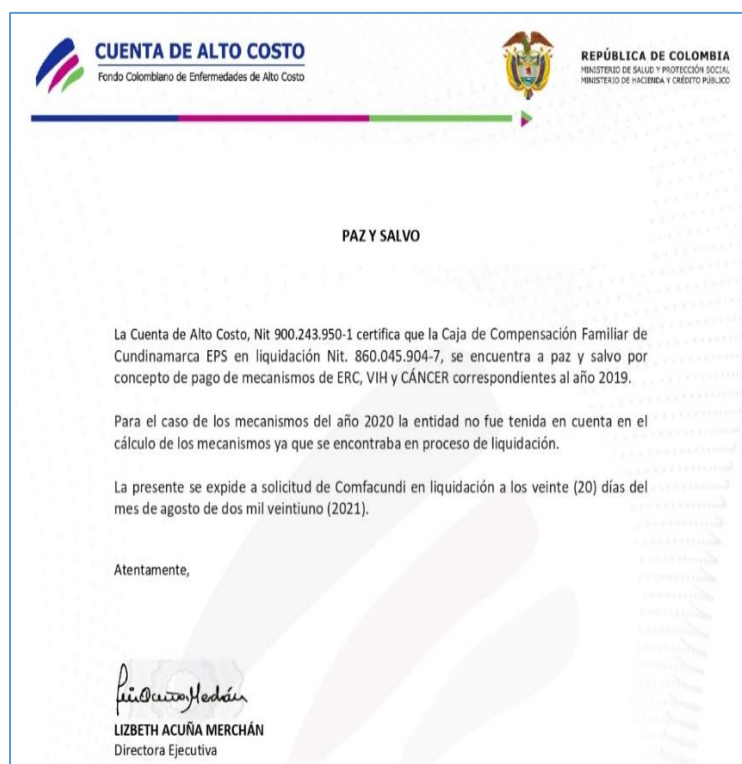 CUENTA DE ALTO COSTO
Fondo Colombiano de Enfermedades de Alto Costo
REPÚBLICA DE COLOMBIA
MINISTERIO DE SALUD Y PROTECCIÓN SOCIAL
MINISTERIO DE HACIENDA Y CRÉDITO PÚBLICO
PAZ Y SALVO
La Cuenta de Alto Costo, Nit 900.243.950-1 certifica que la Caja de Compensación Familiar de
Cundinamarca EPS en liquidación Nit. 860.045.904-7, se encuentra a paz y salvo por
concepto de pago de mecanismos de ERC, VIH y CÁNCER correspondientes al año 2019.
Para el caso de los mecanismos del año 2020 la entidad no fue tenida en cuenta en el
cálculo de los mecanismos ya que se encontraba en proceso de liquidación.
La presente se expide a solicitud de Comfacundi en liquidación a los veinte (20) días del
mes de agosto de dos mil veintiuno (2021).
Atentamente,
LIZBETH ACUÑA MERCHÁN
Directora Ejecutiva